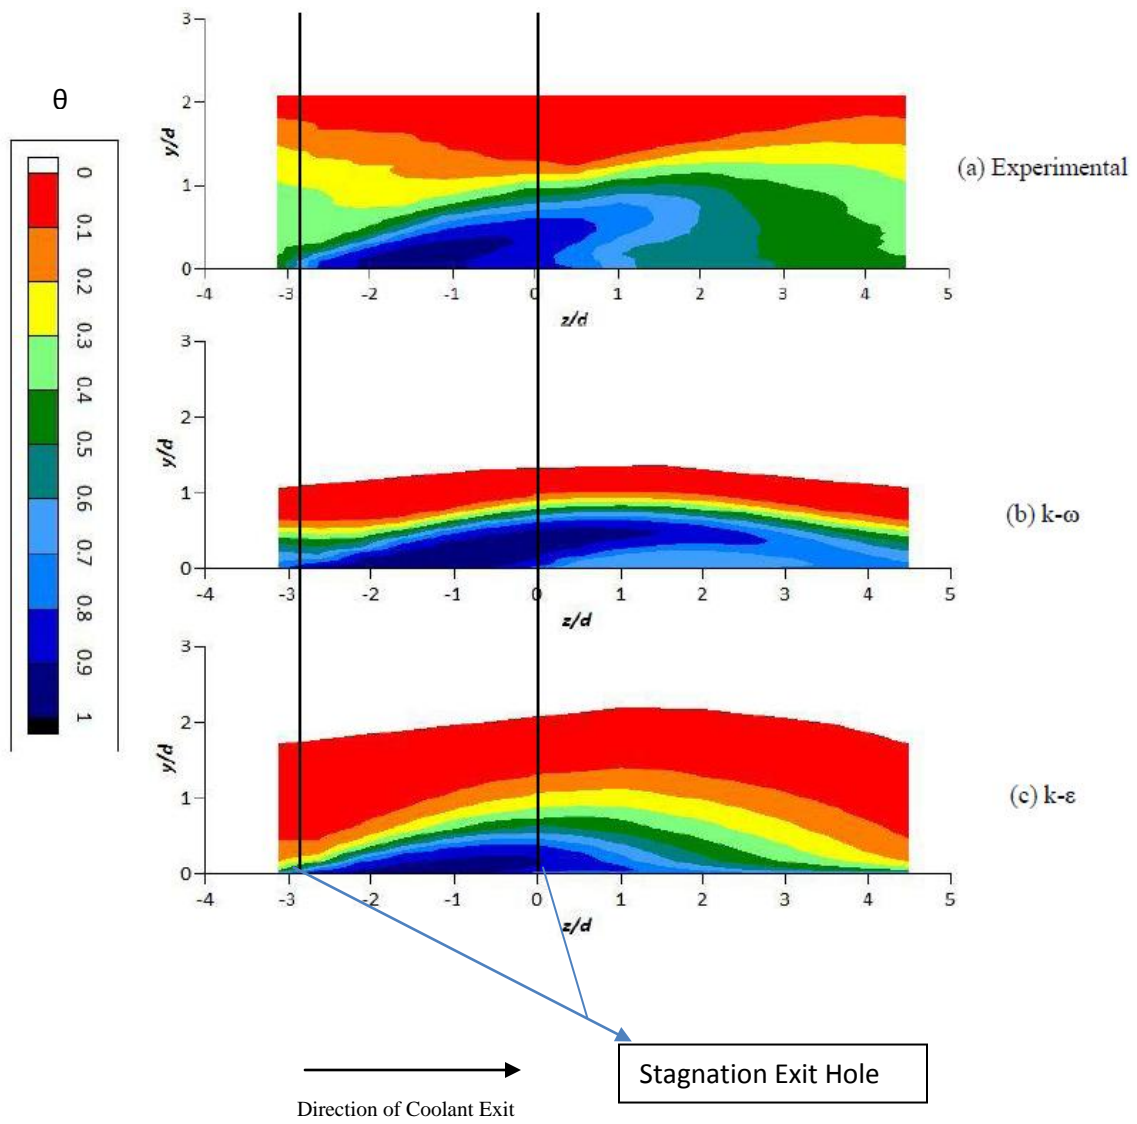 θ
0
0.1
0.2
0.3
0.4
0.5
0.6
0.7
0.8
0.9
1
3
2
1
0
y/d
-4 -3 -2 -1 0 1 2 3 4 5
z/d
(a) Experimental
3
2
1
0
y/d
-4 -3 -2 -1 0 1 2 3 4 5
z/d
(b) k-ω
3
2
1
0
y/d
-4 -3 -2 -1 0 1 2 3 4 5
z/d
(c) k-ε
Stagnation Exit Hole
Direction of Coolant Exit